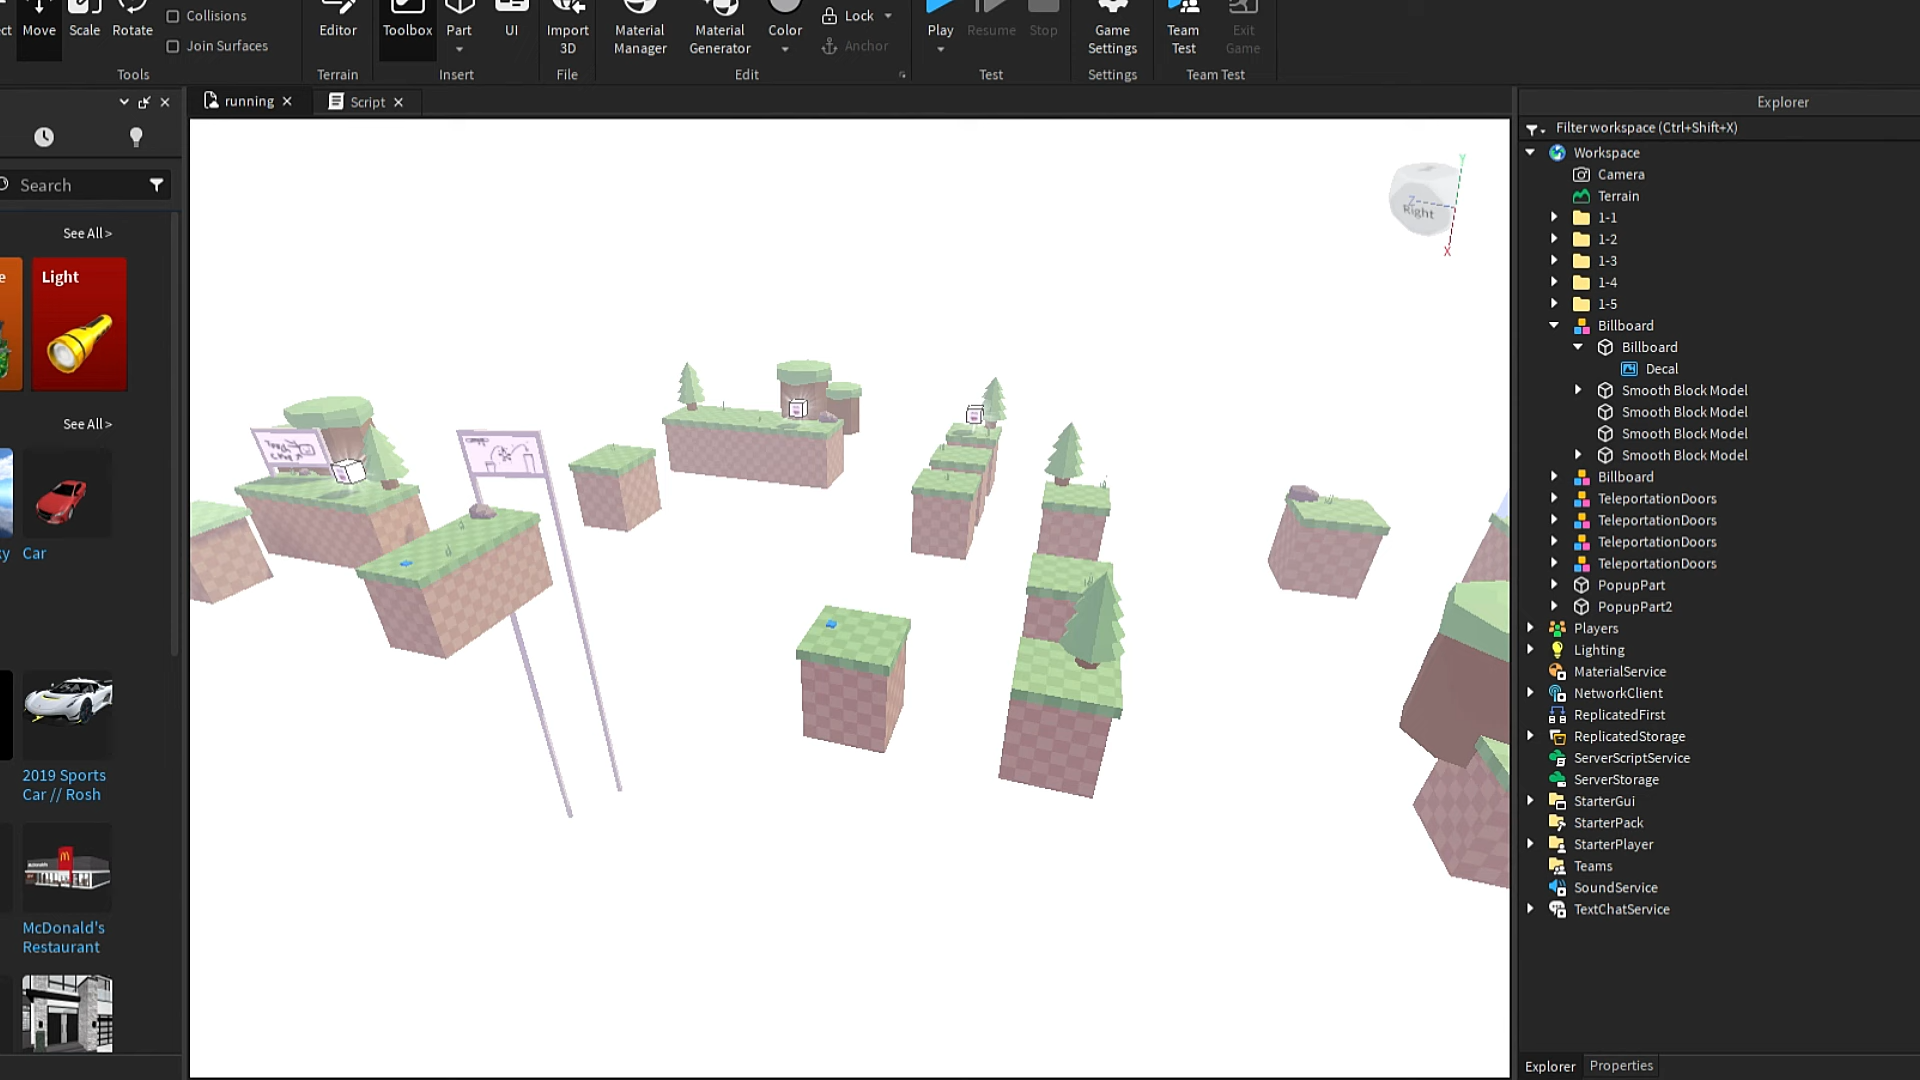 ct
Move
Scale
Rotate
Collisions
Join Surfaces
Tools
Editor
Terrain
Toolbox
Part
UI
Insert
Import
3D
File
Material
Manager
Material
Generator
Color
Lock
Anchor
Edit
Play
Resume
Stop
Test
Game
Settings
Settings
Team
Test
Exit
Game
Team Test
running
Script
Explorer
Filter workspace (Ctrl+Shift+X)
Search
See All >
e
Light
See All >
ky
Car
2019 Sports
Car // Rosh
McDonald's
Restaurant
Y
Z
Right
X
Workspace
Camera
Terrain
1-1
1-2
1-3
1-4
1-5
Billboard
Billboard
Decal
Smooth Block Model
Smooth Block Model
Smooth Block Model
Smooth Block Model
Billboard
TeleportationDoors
TeleportationDoors
TeleportationDoors
TeleportationDoors
PopupPart
PopupPart2
Players
Lighting
MaterialService
NetworkClient
ReplicatedFirst
ReplicatedStorage
ServerScriptService
ServerStorage
StarterGui
StarterPack
StarterPlayer
Teams
SoundService
TextChatService
Explorer
Properties